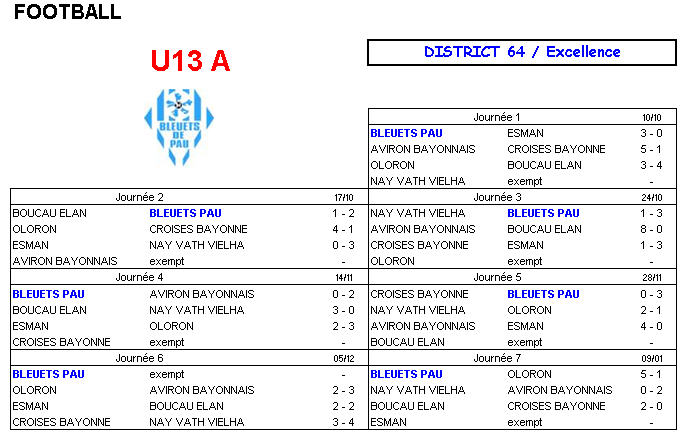 FOOTBALL
U13 A
DISTRICT 64 / Excellence
BLEUETS
DE
PAU
Journée 1 10/10
BLEUETS PAU ESMAN 3 - 0
AVIRON BAYONNAIS CROISES BAYONNE 5 - 1
OLORON BOUCAU ELAN 3 - 4
NAY VATH VIELHA exempt -
Journée 2 17/10
BOUCAU ELAN BLEUETS PAU 1 - 2
OLORON CROISES BAYONNE 4 - 1
ESMAN NAY VATH VIELHA 0 - 3
AVIRON BAYONNAIS exempt -
Journée 3 24/10
NAY VATH VIELHA BLEUETS PAU 1 - 3
AVIRON BAYONNAIS BOUCAU ELAN 8 - 0
CROISES BAYONNE ESMAN 1 - 3
OLORON exempt -
Journée 4 14/11
BLEUETS PAU AVIRON BAYONNAIS 0 - 2
BOUCAU ELAN NAY VATH VIELHA 3 - 0
ESMAN OLORON 2 - 3
CROISES BAYONNE exempt -
Journée 5 28/11
CROISES BAYONNE BLEUETS PAU 0 - 3
NAY VATH VIELHA OLORON 2 - 1
AVIRON BAYONNAIS ESMAN 4 - 0
BOUCAU ELAN exempt -
Journée 6 05/12
BLEUETS PAU exempt -
OLORON AVIRON BAYONNAIS 2 - 3
ESMAN BOUCAU ELAN 2 - 2
CROISES BAYONNE NAY VATH VIELHA 3 - 4
Journée 7 09/01
BLEUETS PAU OLORON 5 - 1
NAY VATH VIELHA AVIRON BAYONNAIS 0 - 2
BOUCAU ELAN CROISES BAYONNE 2 - 0
ESMAN exempt -